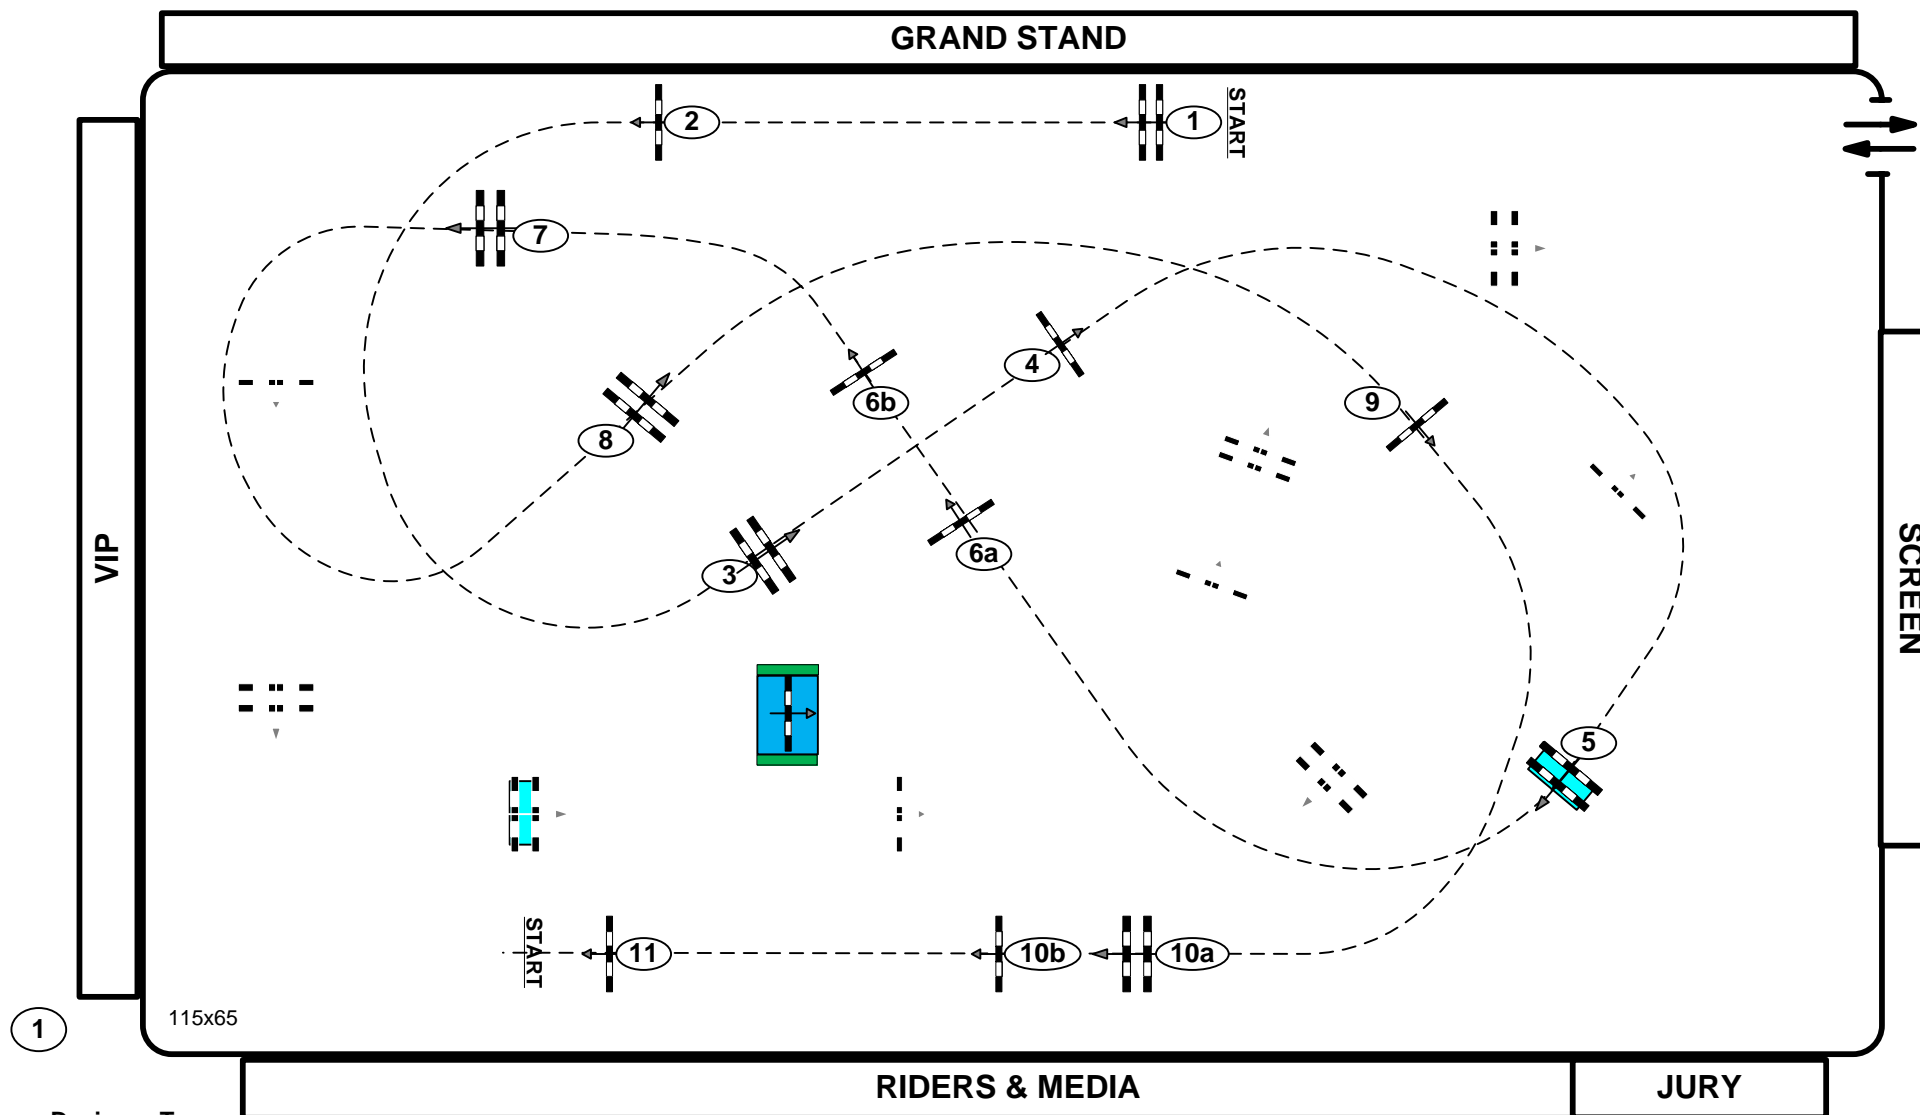 GRAND STAND
START
1
2
7
4
6b
9
8
6a
3
VIP
SCREEN
5
START
11
10b
10a
115x65
1
RIDERS & MEDIA
JURY